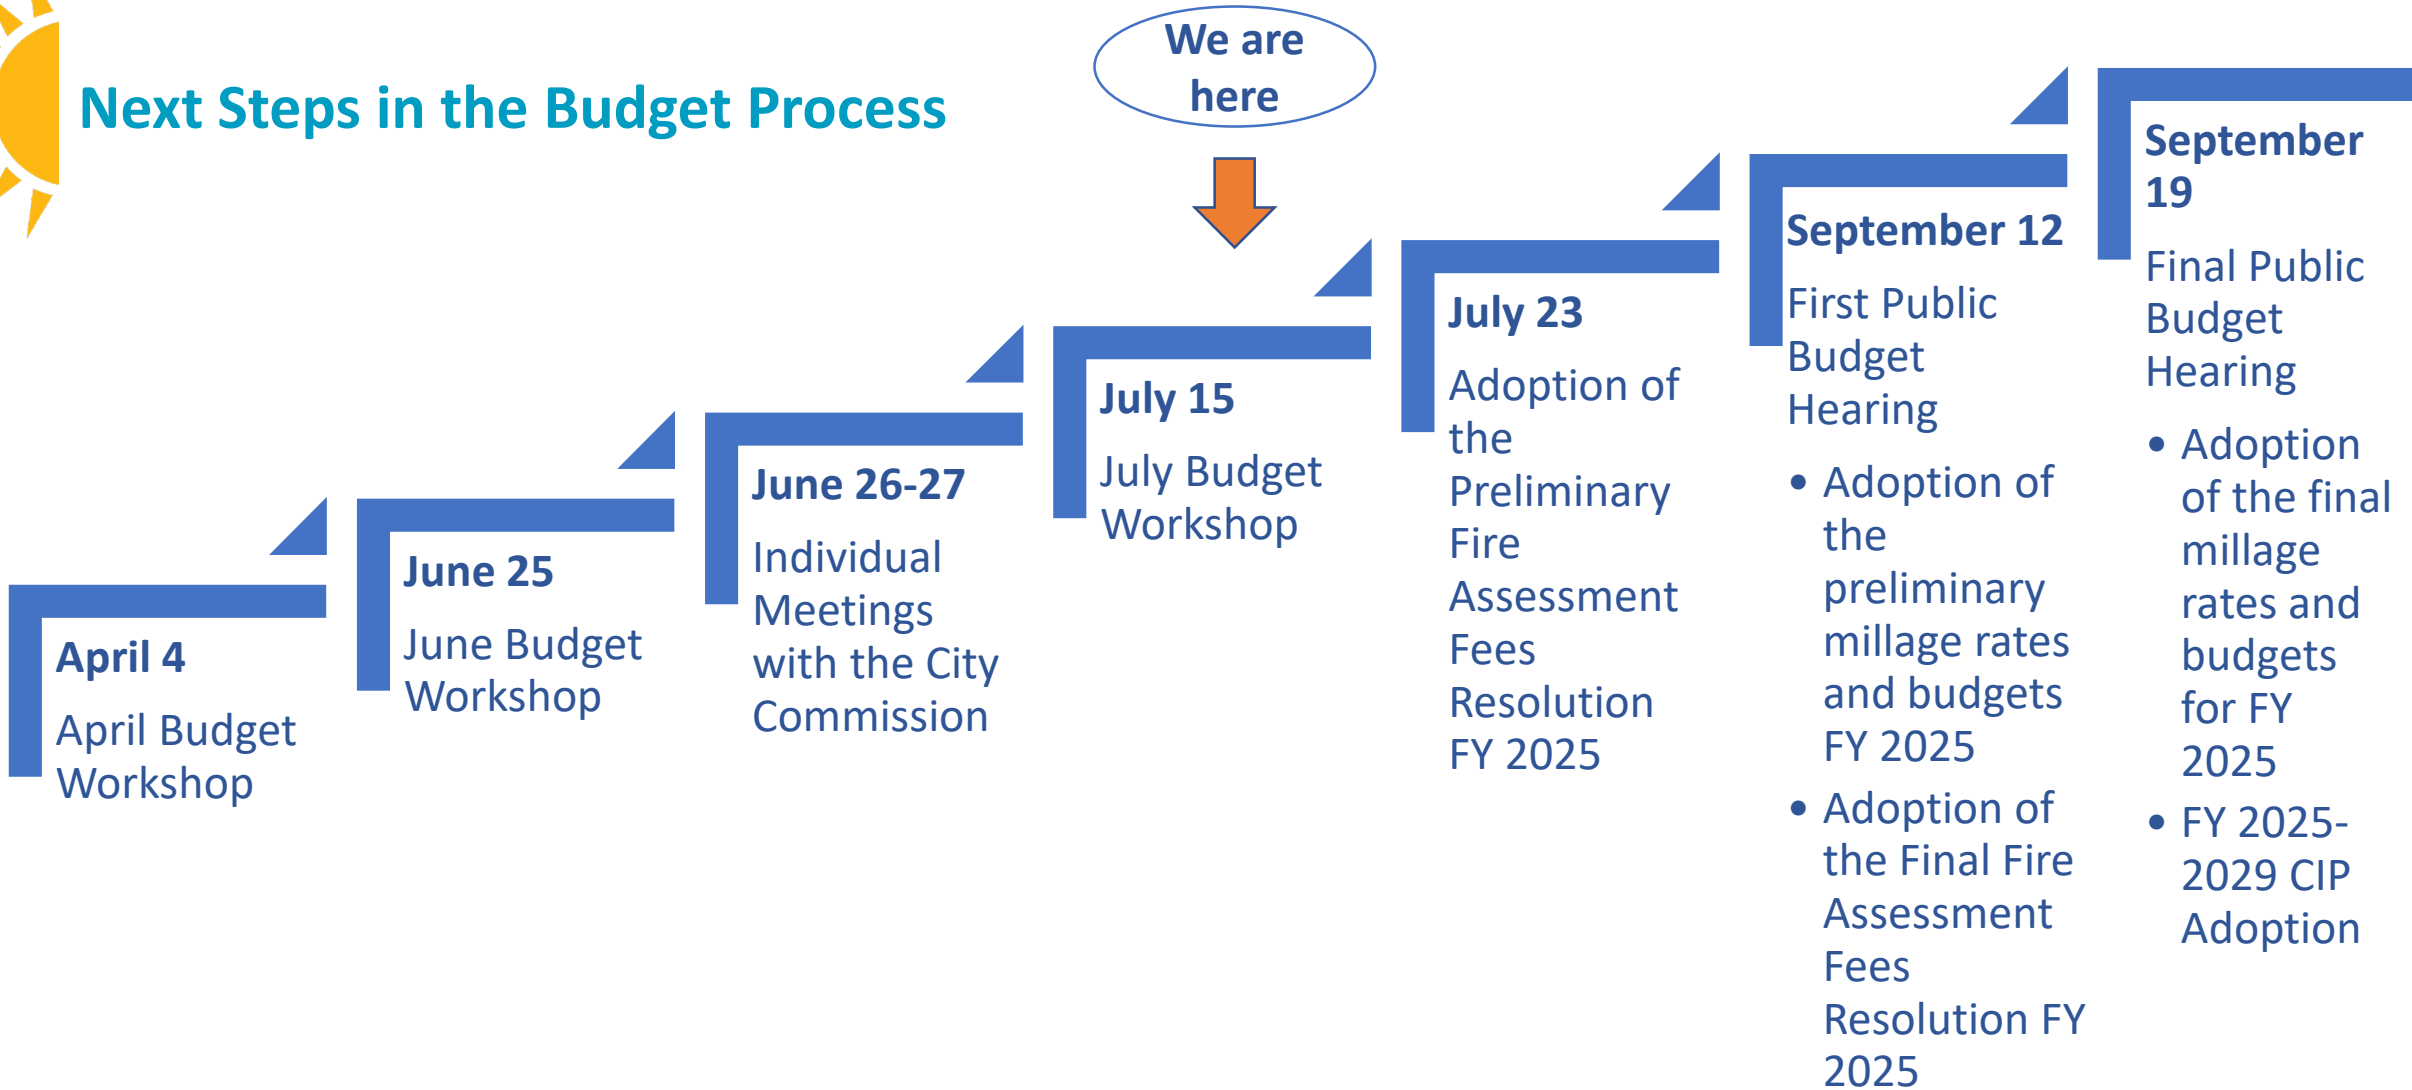 Next Steps in the Budget Process
We are
here
April 4
April Budget
Workshop
June 25
June Budget
Workshop
June 26-27
Individual
Meetings
with the City
Commission
July 15
July Budget
Workshop
July 23
Adoption of
the
Preliminary
Fire
Assessment
Fees
Resolution
FY 2025
September 12
First Public
Budget
Hearing
• Adoption of
the
preliminary
millage rates
and budgets
FY 2025
• Adoption of
the Final Fire
Assessment
Fees
Resolution FY
2025
September
19
Final Public
Budget
Hearing
• Adoption
of the final
millage
rates and
budgets
for FY
2025
• FY 2025-
2029 CIP
Adoption